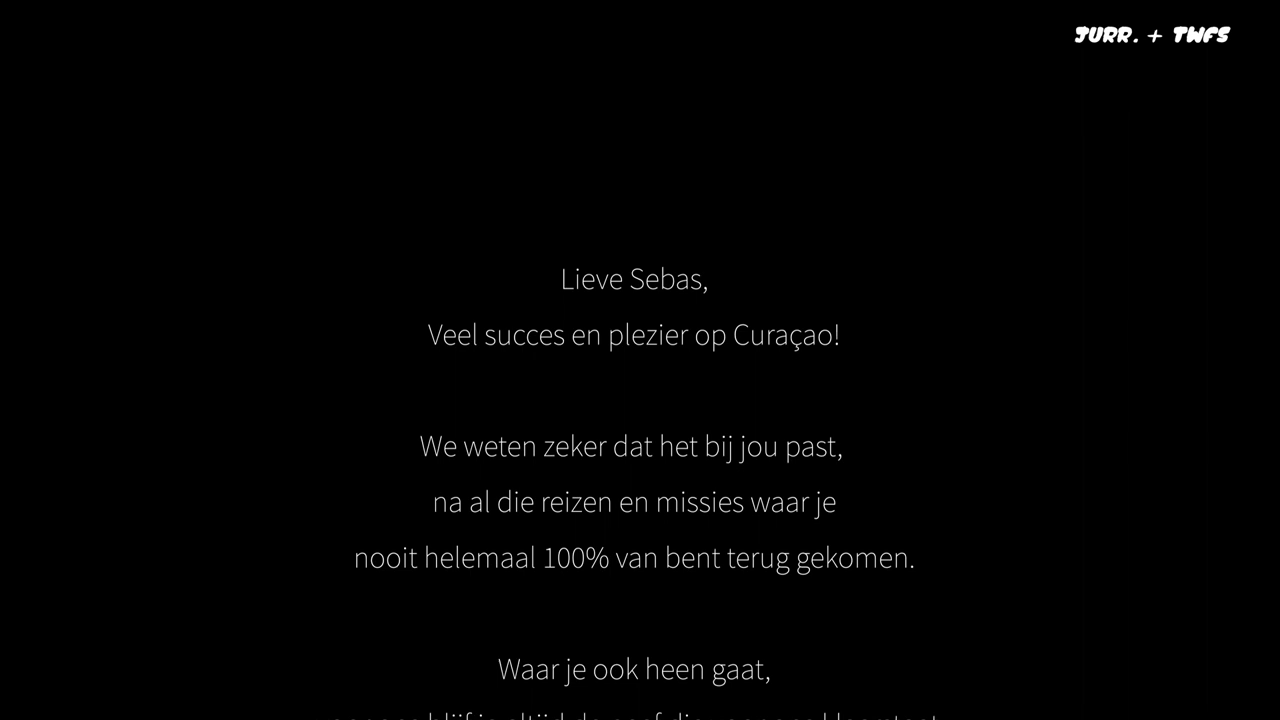 JURR. + TWFS
Lieve Sebas,
Veel succes en plezier op Curaçao!
We weten zeker dat het bij jou past,
na al die reizen en missies waar je
nooit helemaal 100% van bent terug gekomen.
Waar je ook heen gaat,